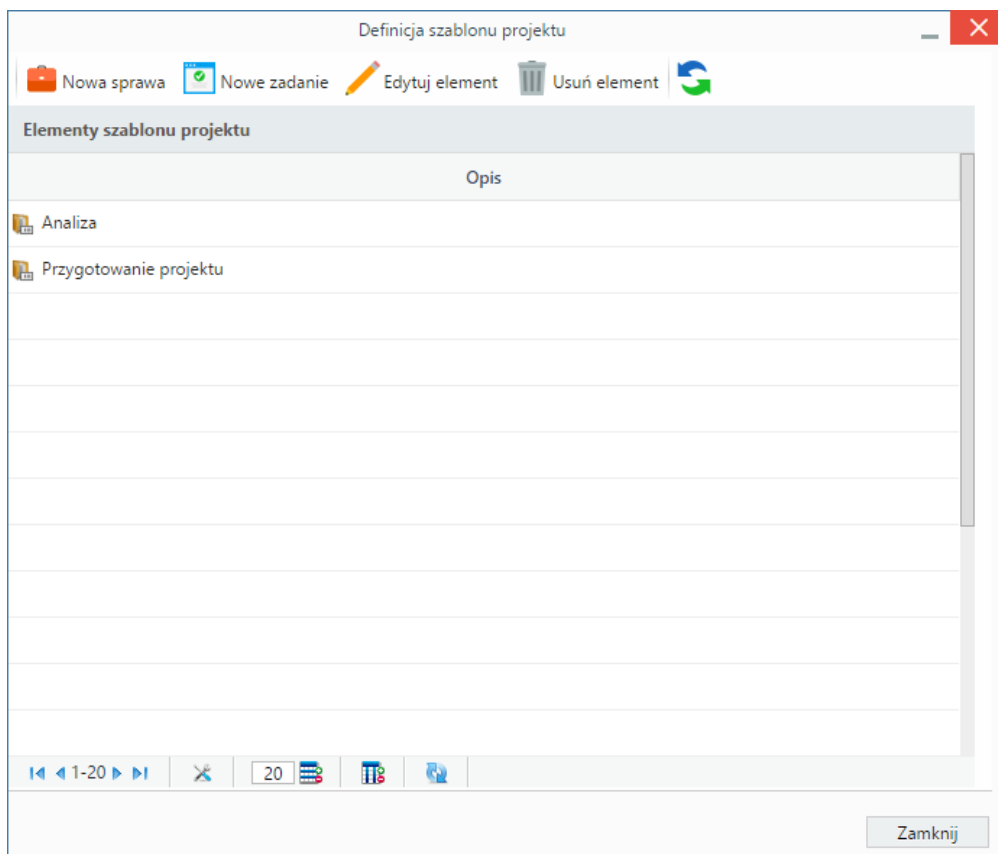 Definicja szablonu projektu
Nowa sprawa Nowe zadanie Edytuj element Usuń element
Elementy szablonu projektu
Opis
Analiza
Przygotowanie projektu
1-20 20
Zamknij